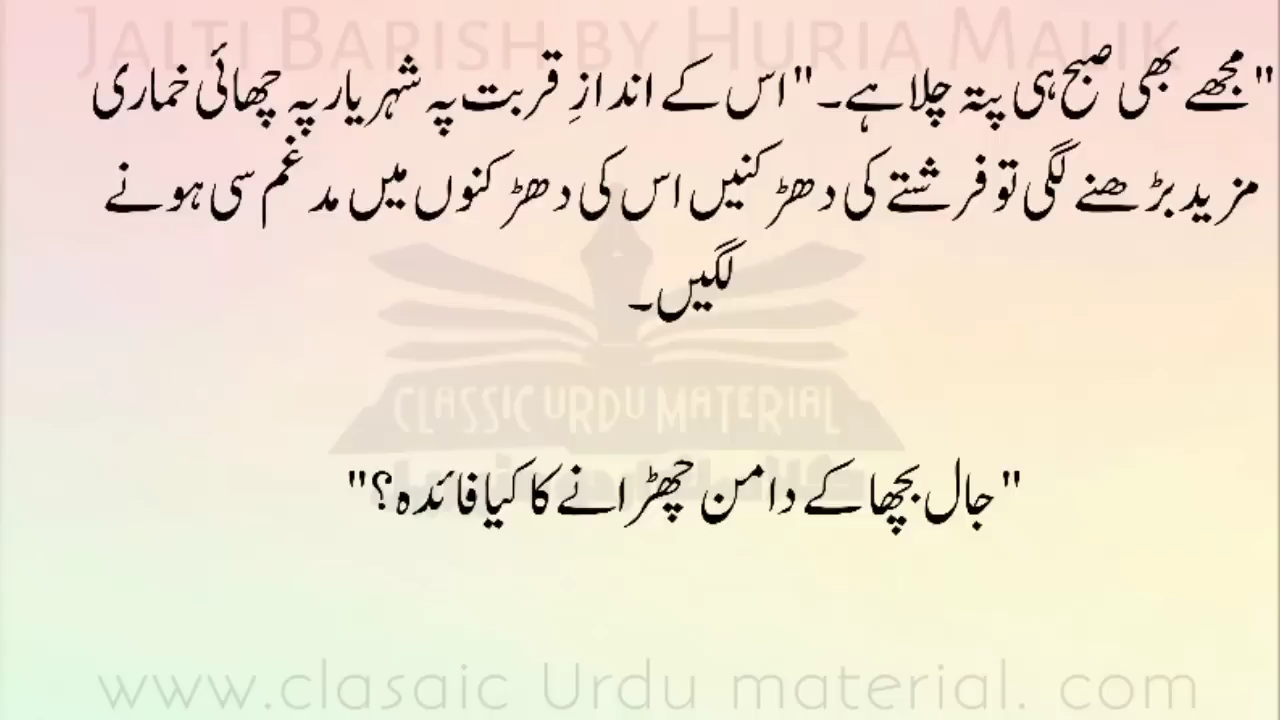 JALTI BARISH BY HURIA MALIK
"مجھے بھی صبح ہی پتہ چلا ہے۔" اس کے اندازِ قربت پہ شہریار پہ چھائی خماری
مزید بڑھنے لگی تو فرشتے کی دھڑکنیں اس کی دھڑکنوں میں مدغم سی ہونے
لگیں۔
CLASSIC URDU MATERIAL
"جال بچھا کے دامن چھڑانے کا کیا فائدہ؟"
www.clasaic Urdu material. com